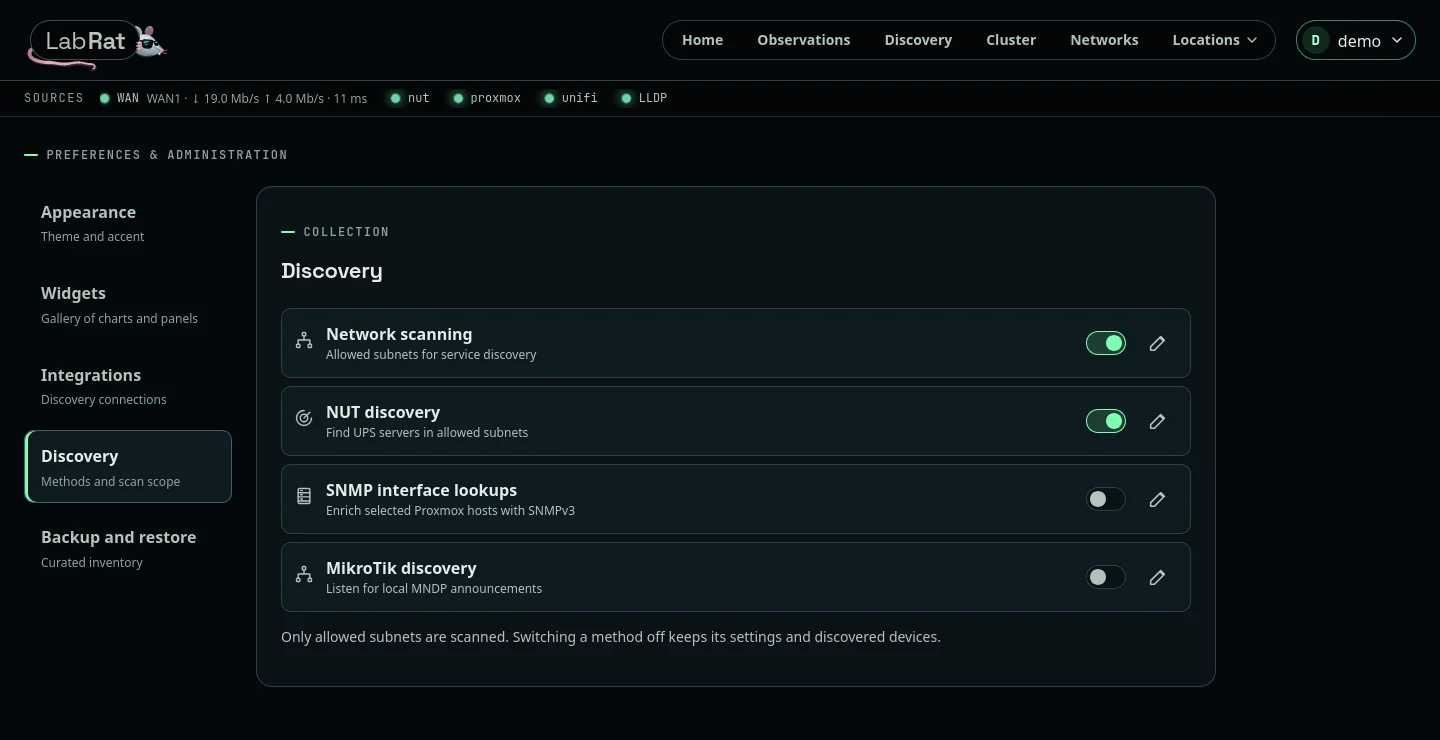 LabRat
Home Observations Discovery Cluster Networks Locations
D demo
SOURCES WAN WAN1 · ↓ 19.0 Mb/s ↑ 4.0 Mb/s · 11 ms nut proxmox unifi LLDP
PREFERENCES & ADMINISTRATION
Appearance
Theme and accent
Widgets
Gallery of charts and panels
Integrations
Discovery connections
Discovery
Methods and scan scope
Backup and restore
Curated inventory
COLLECTION
Discovery
Network scanning
Allowed subnets for service discovery
NUT discovery
Find UPS servers in allowed subnets
SNMP interface lookups
Enrich selected Proxmox hosts with SNMPv3
MikroTik discovery
Listen for local MNDP announcements
Only allowed subnets are scanned. Switching a method off keeps its settings and discovered devices.